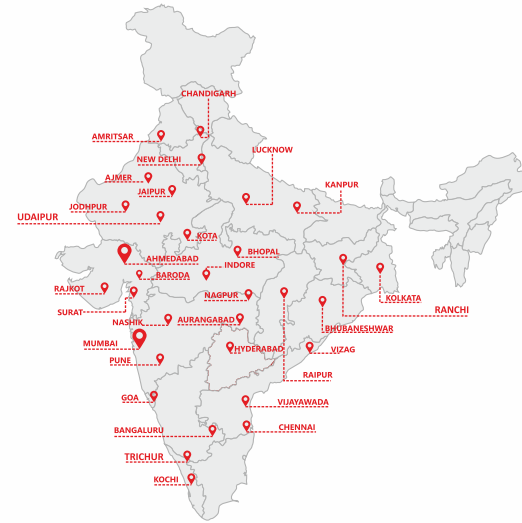 CHANDIGARH
AMRITSAR
LUCKNOW
NEW DELHI
AJMER
KANPUR
JAIPUR
JODHPUR
UDAIPUR
KOTA
BHOPAL
AHMEDABAD
INDORE
BARODA
RAJKOT
NAGPUR
KOLKATA
SURAT
RANCHI
NASHIK
AURANGABAD
BHUBANESHWAR
MUMBAI
HYDERABAD
VIZAG
PUNE
RAIPUR
GOA
VIJAYAWADA
BANGALURU
CHENNAI
TRICHUR
KOCHI